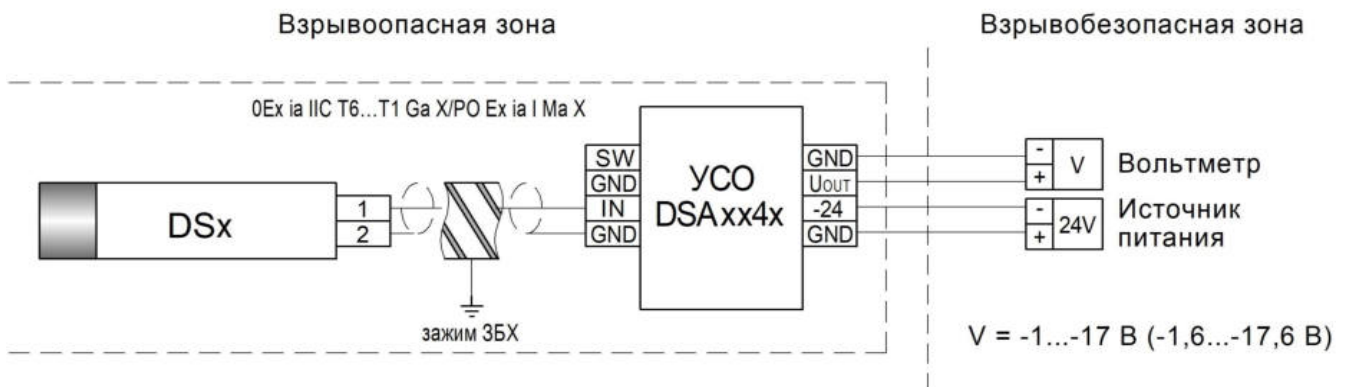 Взрывоопасная зона
Взрывобезопасная зона
0Ex ia IIC T6...T1 Ga X/PO Ex ia I Ma X
DSx
1
2
зажим ЗБХ
SW
GND
IN
GND
УСО
DSAxx4x
GND
UOUT
-24
GND
-
+
V
Вольтметр
-
+
24V
Источник
питания
V = -1...-17 В (-1,6...-17,6 В)